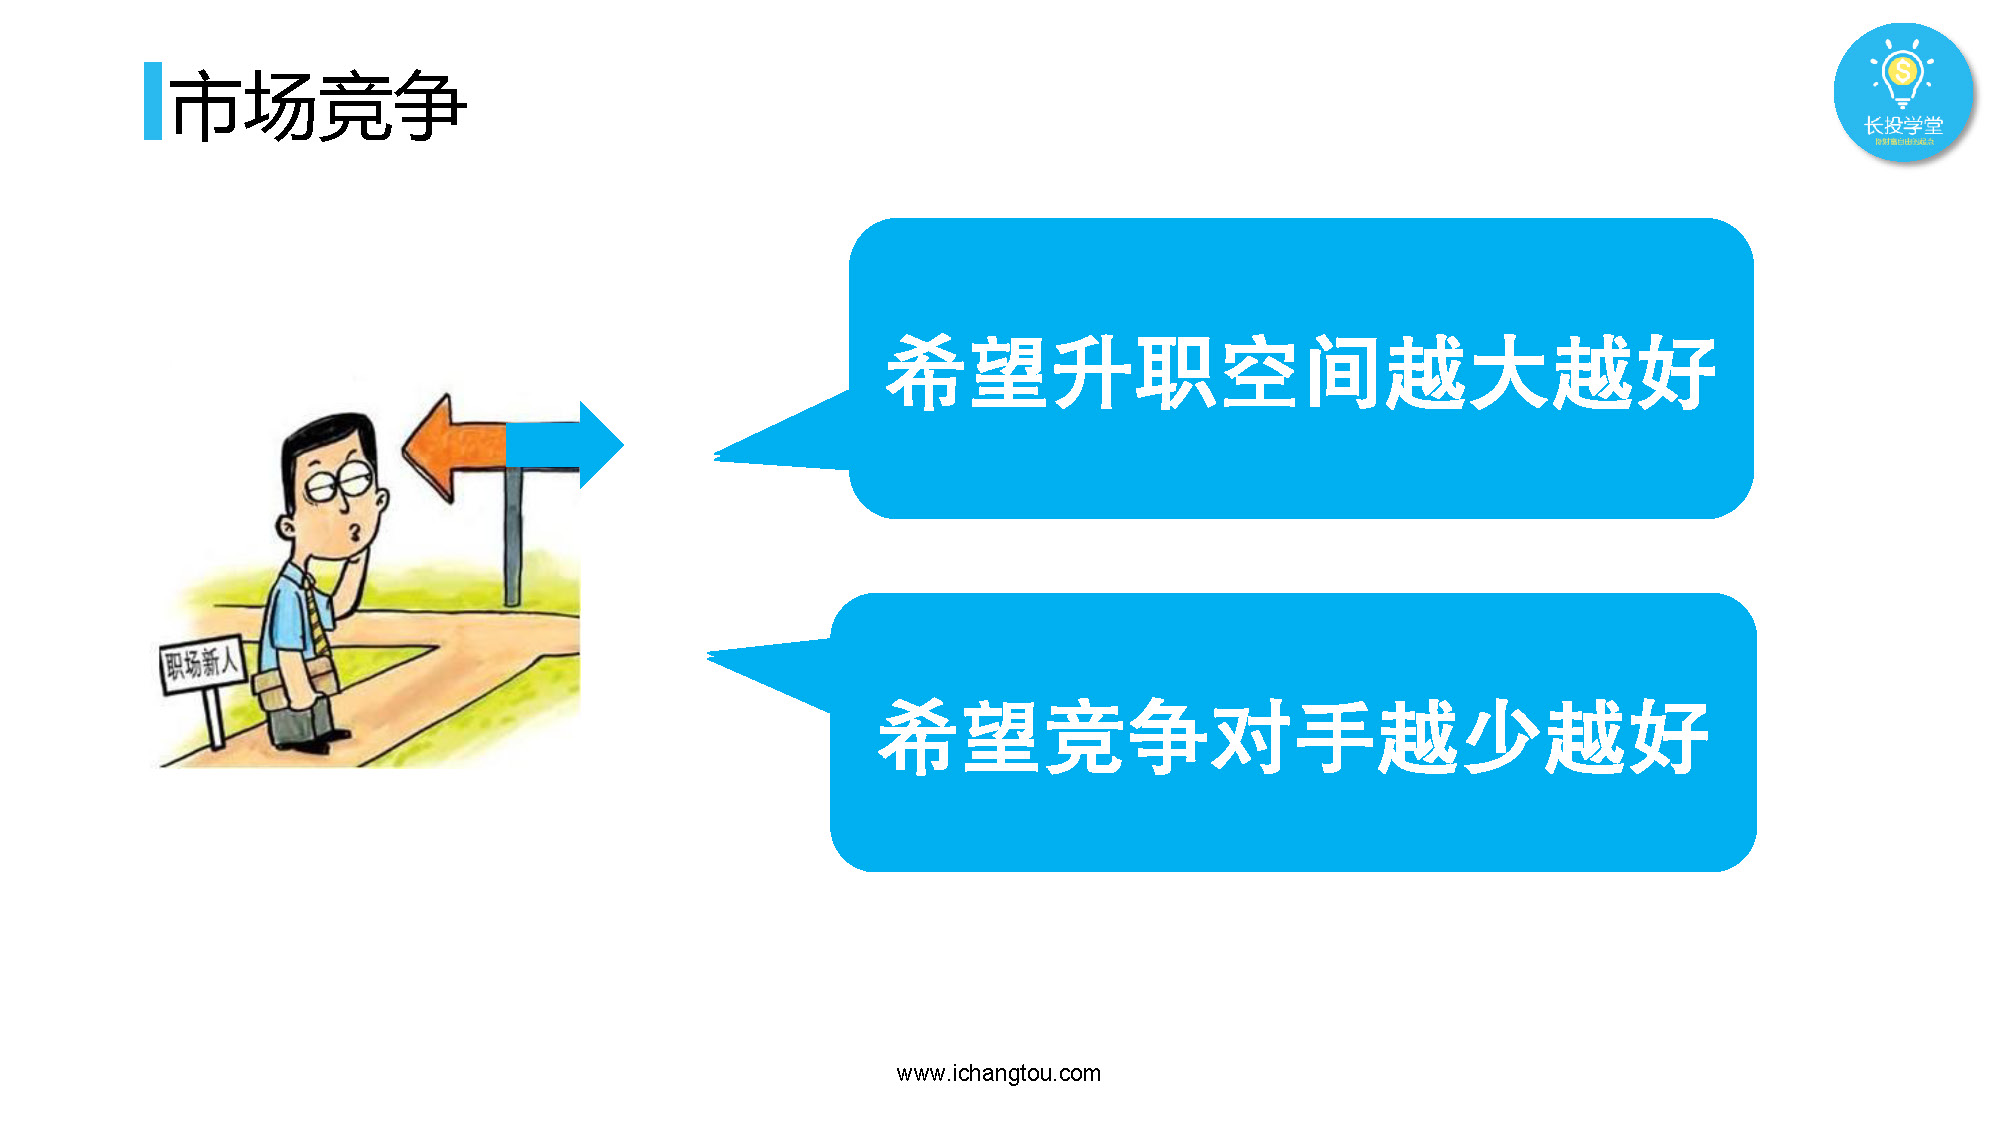 市场竞争
长投学堂
希望升职空间越大越好
职场新人
希望竞争对手越少越好
www.ichangtou.com